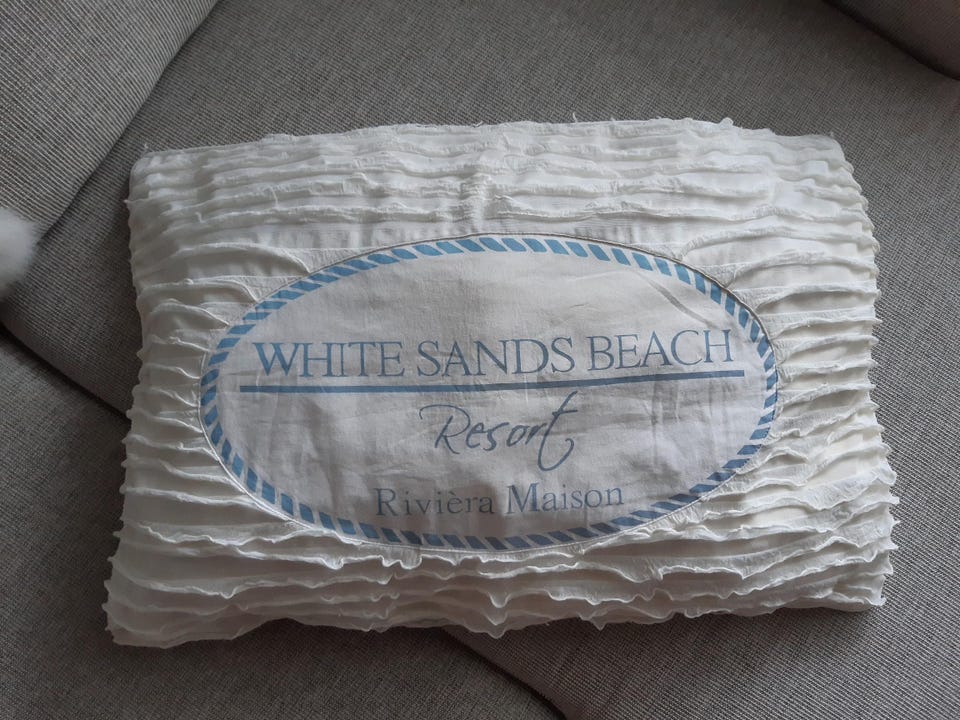 WHITE SANDS BEACH
Resort
Rivièra Maison